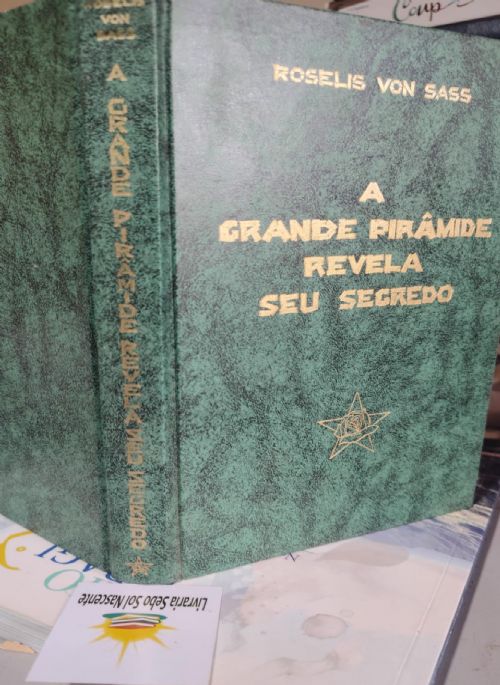 ROSELIS VON SASS
A
GRANDE PIRÂMIDE
REVELA
SEU SEGREDO
ROSELIS
VON
SASS
A GRANDE PIRAMIDE REVELA SEU SEGREDO
Livraria Sebo Sol Nascente